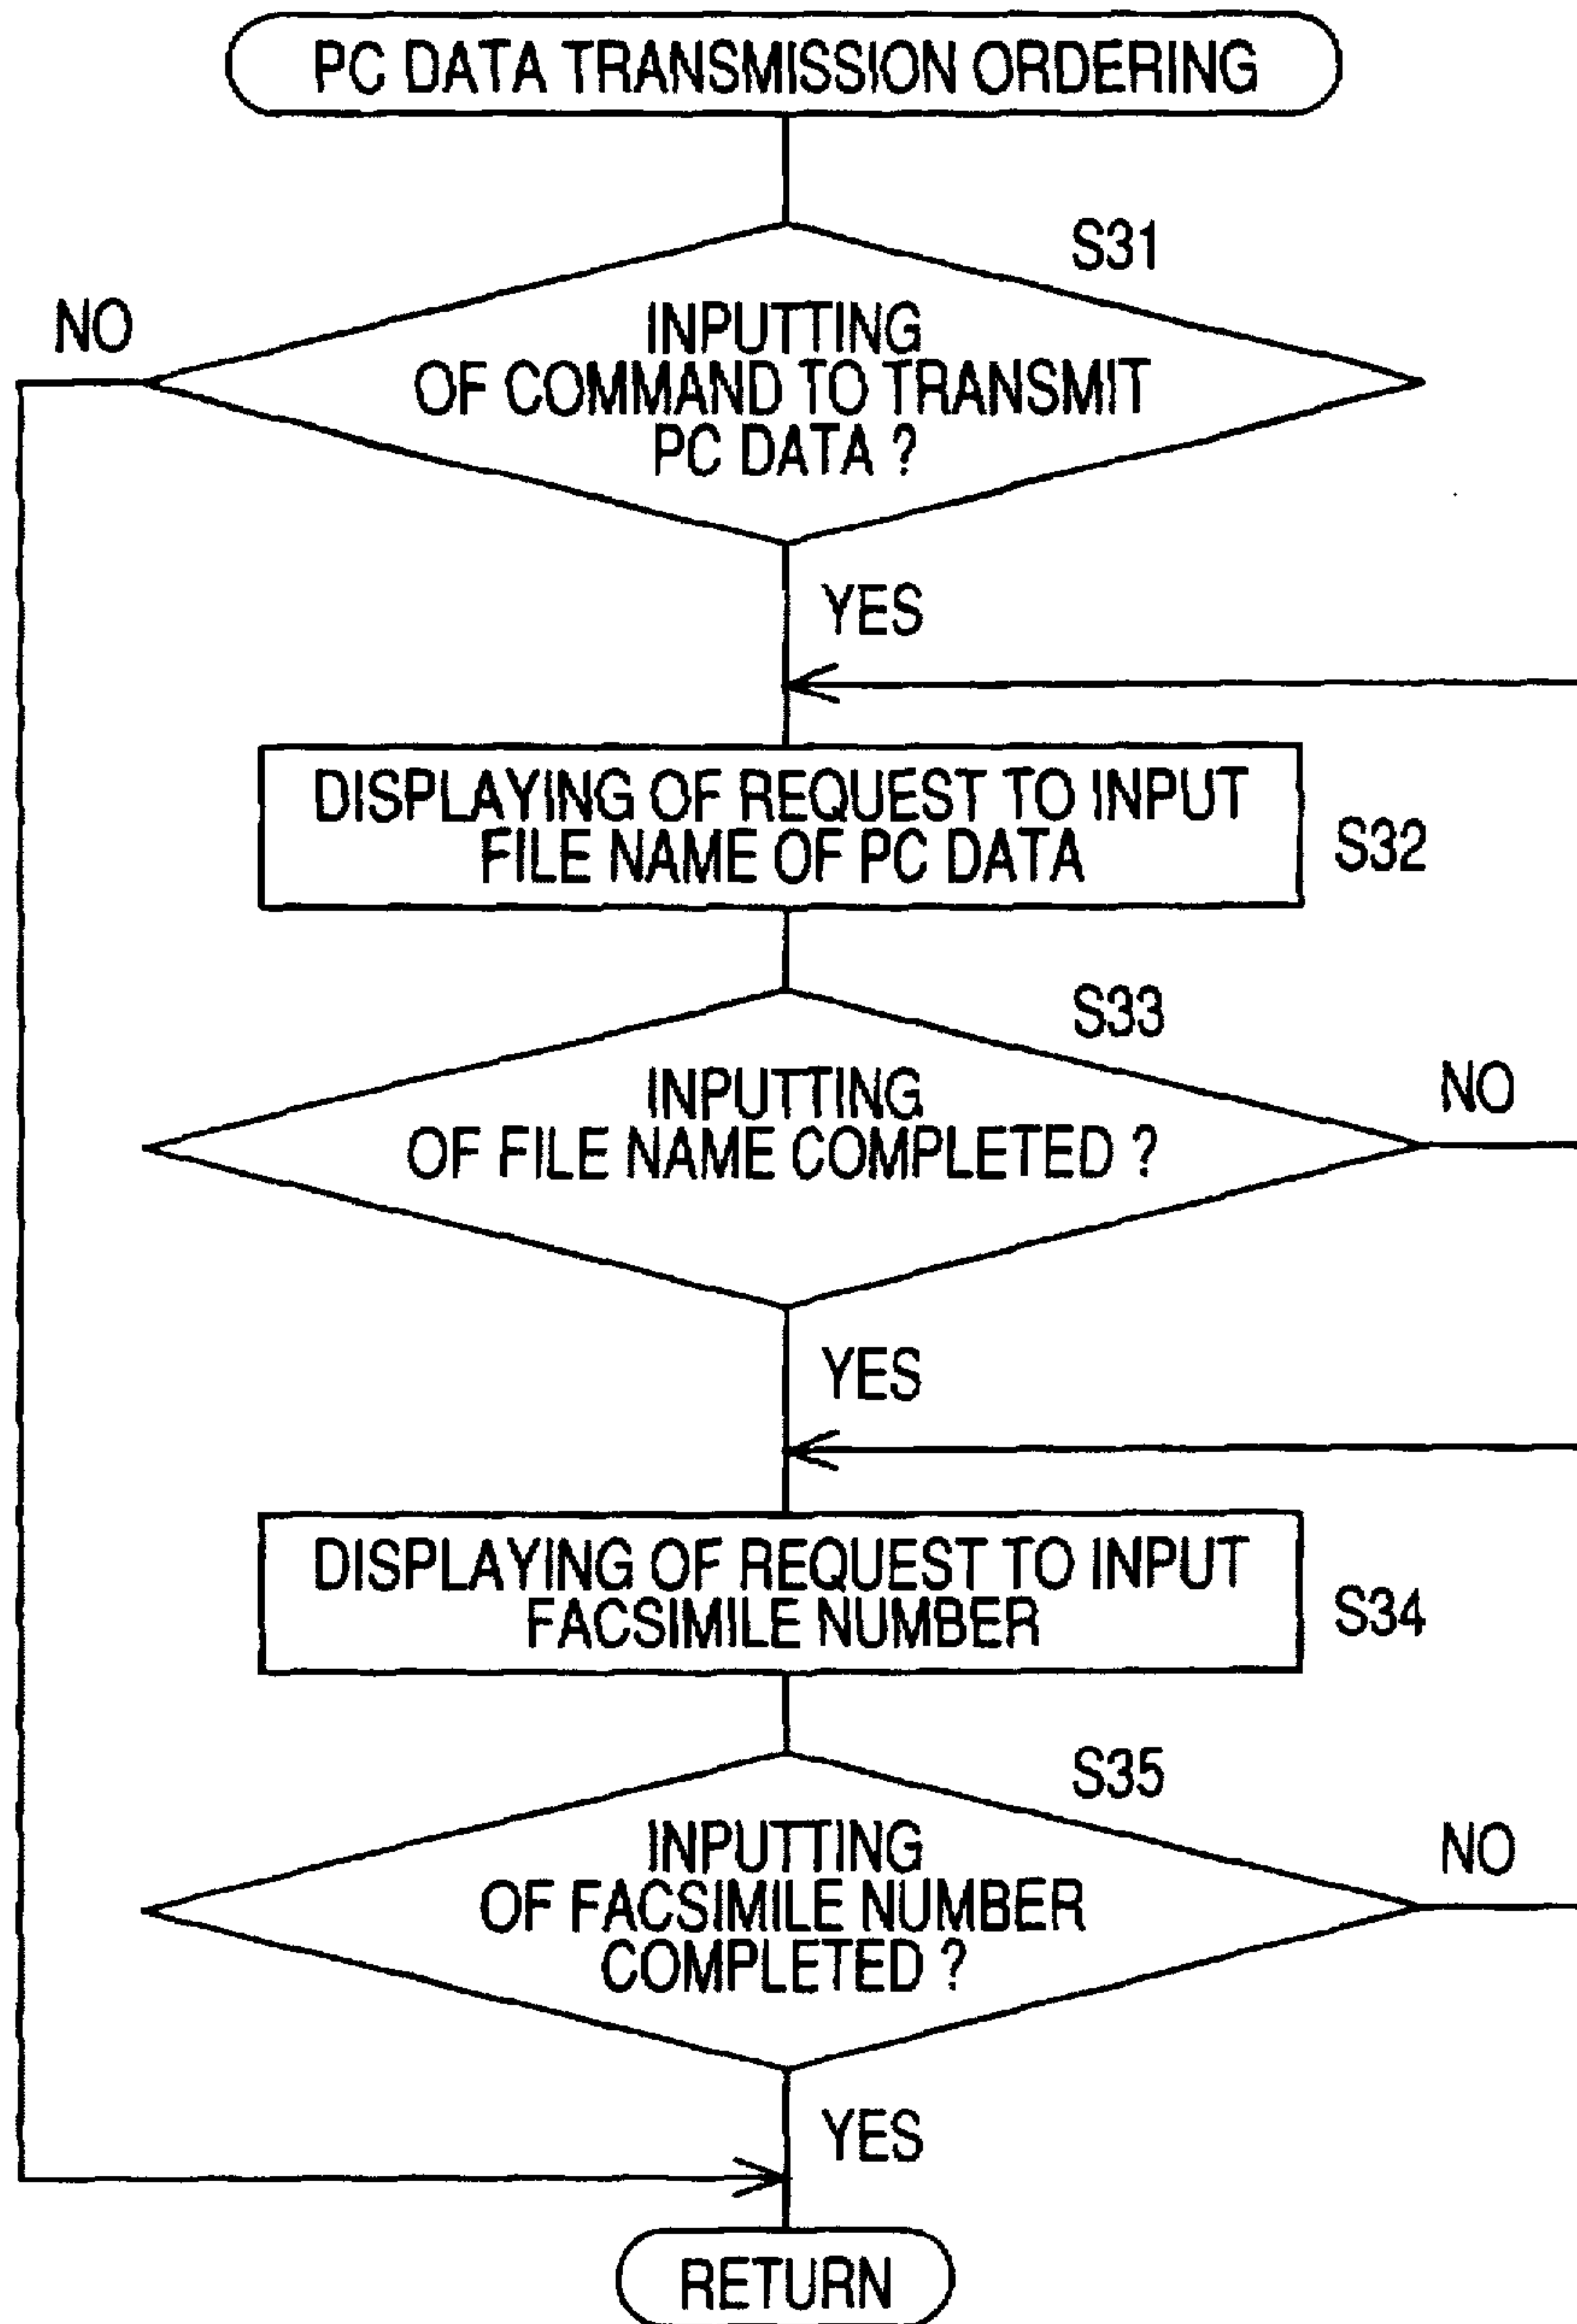 PC DATA TRANSMISSION ORDERING
S31
NO
INPUTTING
OF COMMAND TO TRANSMIT
PC DATA ?
YES
DISPLAYING OF REQUEST TO INPUT
FILE NAME OF PC DATA
S32
S33
INPUTTING
OF FILE NAME COMPLETED ?
NO
YES
DISPLAYING OF REQUEST TO INPUT
FACSIMILE NUMBER
S34
S35
INPUTTING
OF FACSIMILE NUMBER
COMPLETED ?
NO
YES
RETURN